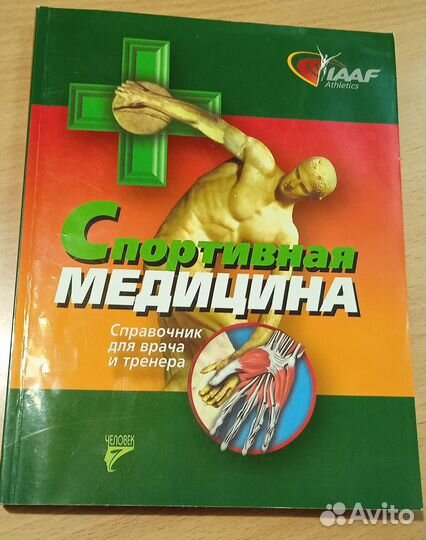 IAAF
Athletics
Спортивная
МЕДИЦИНА
Справочник
для врача
и тренера
ЧЕЛОВЕК
Avito